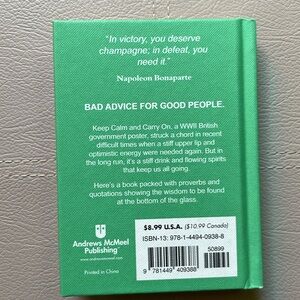 "In victory, you deserve
champagne; in defeat, you
need it."
Napoleon Bonaparte
BAD ADVICE FOR GOOD PEOPLE.
Keep Calm and Carry On, a WWII British
government poster, struck a chord in recent
difficult times when a stiff upper lip and
optimistic energy were needed again. But in
the long run, it's a stiff drink and flowing spirits
that keep us all going.
Here's a book packed with proverbs and
quotations showing the wisdom to be found
at the bottom of the glass.
$8.99 U.S.A. ($10.99 Canada)
ISBN-13: 978-1-4494-0938-8
50899
9 781449 409388
Andrews McMeel
Publishing®
www.andrewsmcmeel.com
Printed in China